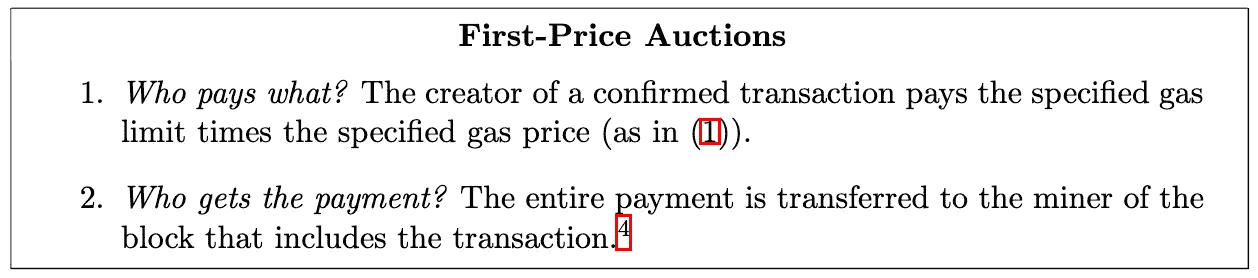 First-Price Auctions
1. Who pays what? The creator of a confirmed transaction pays the specified gas
limit times the specified gas price (as in (1)).
2. Who gets the payment? The entire payment is transferred to the miner of the
block that includes the transaction.4